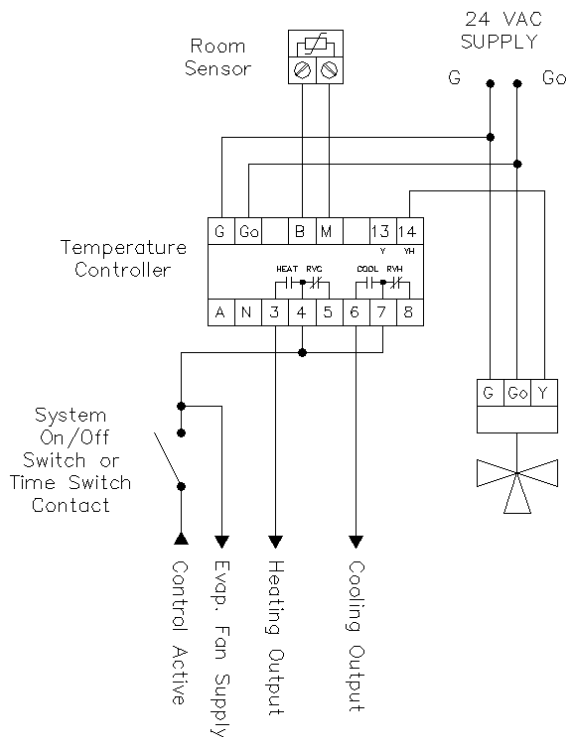 24 VAC
SUPPLY
G Go
Room
Sensor
Temperature
Controller
G Go B M 13 14
Y YH
HEAT RVC COOL RVH
A N 3 4 5 6 7 8
G Go Y
System
On/Off
Switch or
Time Switch
Contact
Control Active
Evap. Fan Supply
Heating Output
Cooling Output